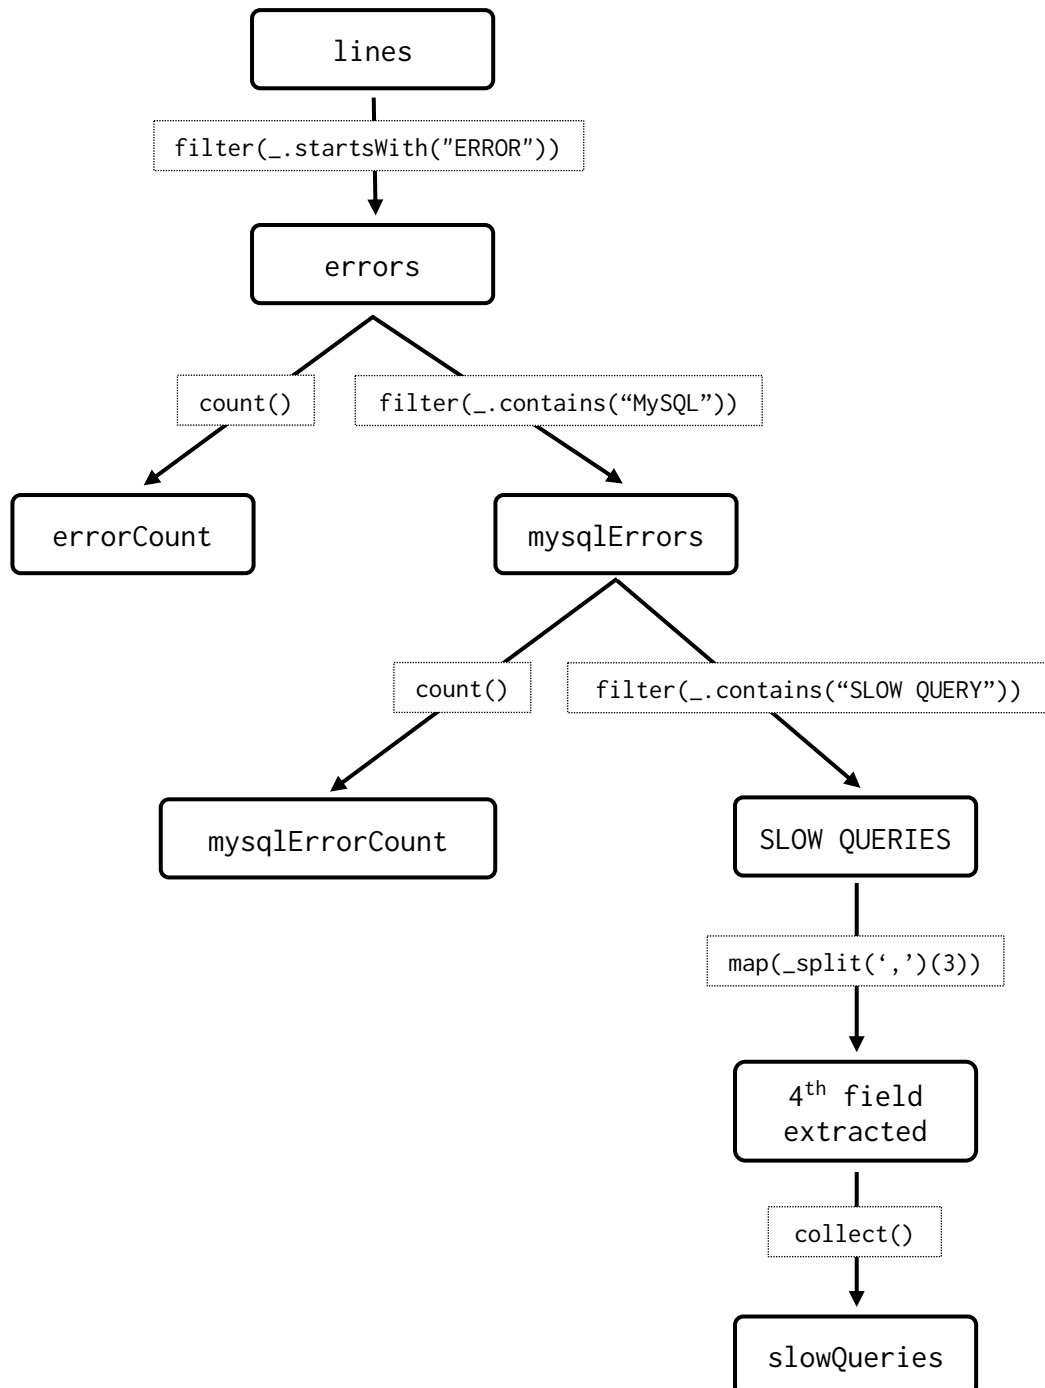 lines
filter(_.startsWith("ERROR"))
errors
count()
filter(_.contains(“MySQL”))
errorCount
mysqlErrors
count()
filter(_.contains(“SLOW QUERY”))
mysqlErrorCount
SLOW QUERIES
map(_split(‘,’)(3))
4th field
extracted
collect()
slowQueries